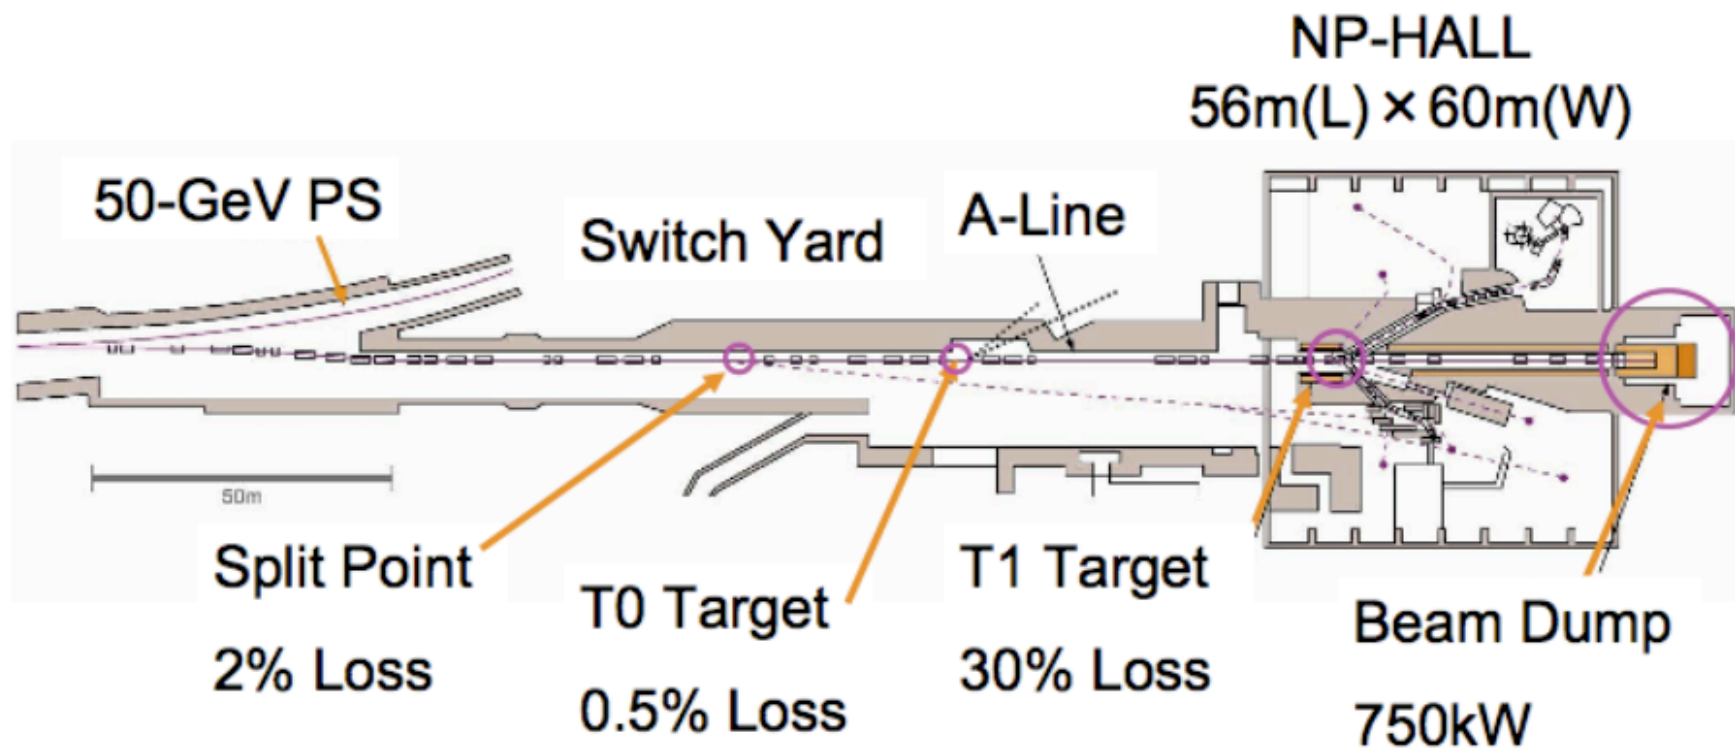 NP-HALL
56m(L) × 60m(W)
50-GeV PS
Switch Yard
A-Line
50m
Split Point
2% Loss
T0 Target
0.5% Loss
T1 Target
30% Loss
Beam Dump
750kW